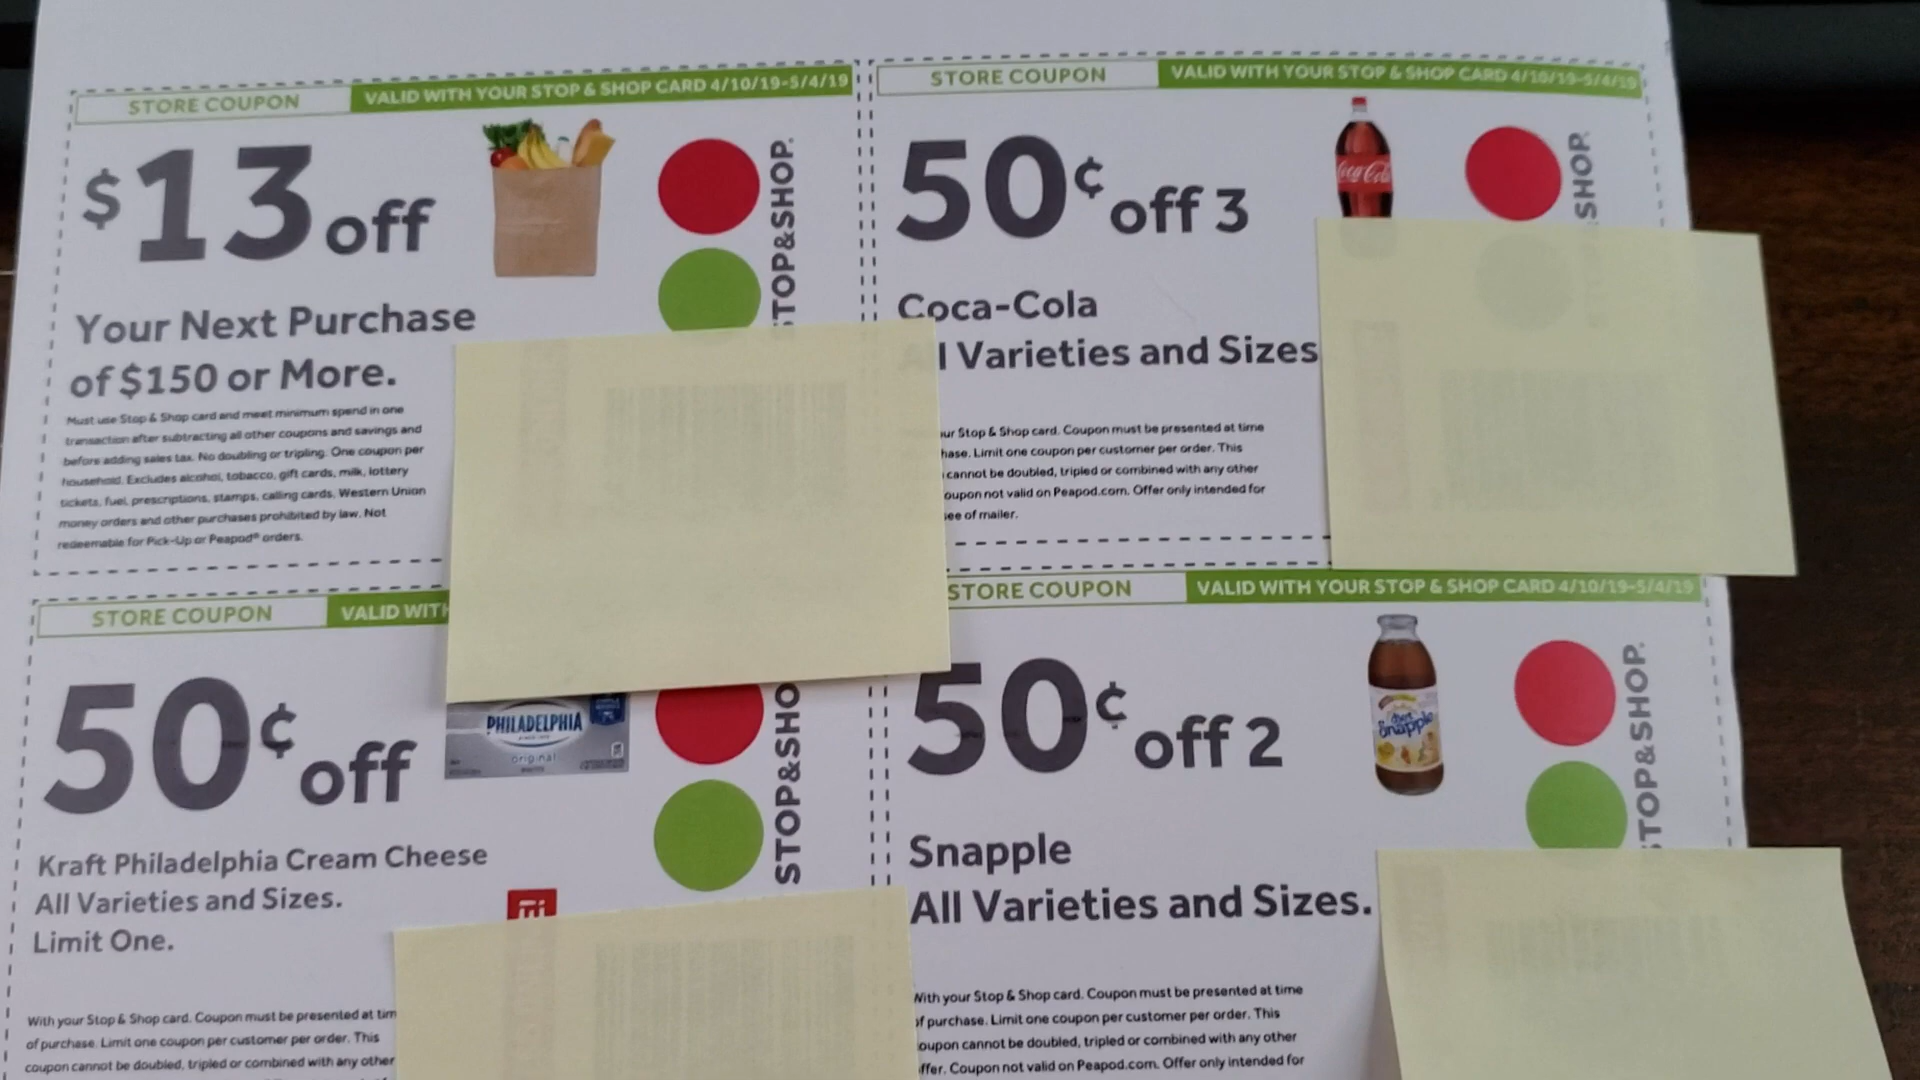 STORE COUPON
VALID WITH YOUR STOP & SHOP CARD 4/10/19-5/4/19
$13 off
STOP&SHOP.
Your Next Purchase
of $150 or More.
Must use Stop & Shop card and meet minimum spend in one
transaction after subtracting all other coupons and savings and
before adding sales tax. No doubling or tripling. One coupon per
household. Excludes alcohol, tobacco, gift cards, milk, lottery
tickets, fuel, prescriptions, stamps, calling cards, Western Union
money orders and other purchases prohibited by law. Not
redeemable for Pick-Up or Peapod® orders.
STORE COUPON
VALID WITH YOUR STOP & SHOP CARD 4/10/19-5/4/19
50¢ off 3
Coca-Cola
SHOP.
Coca-Cola
All Varieties and Sizes
ur Stop & Shop card. Coupon must be presented at time
hase. Limit one coupon per customer per order. This
cannot be doubled, tripled or combined with any other
oupon not valid on Peapod.com. Offer only intended for
ee of mailer.
STORE COUPON
VALID WITH
50¢ off
PHILADELPHIA
original
STOP&SHO
Kraft Philadelphia Cream Cheese
All Varieties and Sizes.
Limit One.
With your Stop & Shop card. Coupon must be presented at tim
of purchase. Limit one coupon per customer per order. This
coupon cannot be doubled, tripled or combined with any other
STORE COUPON
VALID WITH YOUR STOP & SHOP CARD 4/10/19-5/4/19
50¢ off 2
diet
Snapple
STOP&SHOP.
Snapple
All Varieties and Sizes.
With your Stop & Shop card. Coupon must be presented at time
of purchase. Limit one coupon per customer per order. This
oupon cannot be doubled, tripled or combined with any other
ffer. Coupon not valid on Peapod.com. Offer only intended for